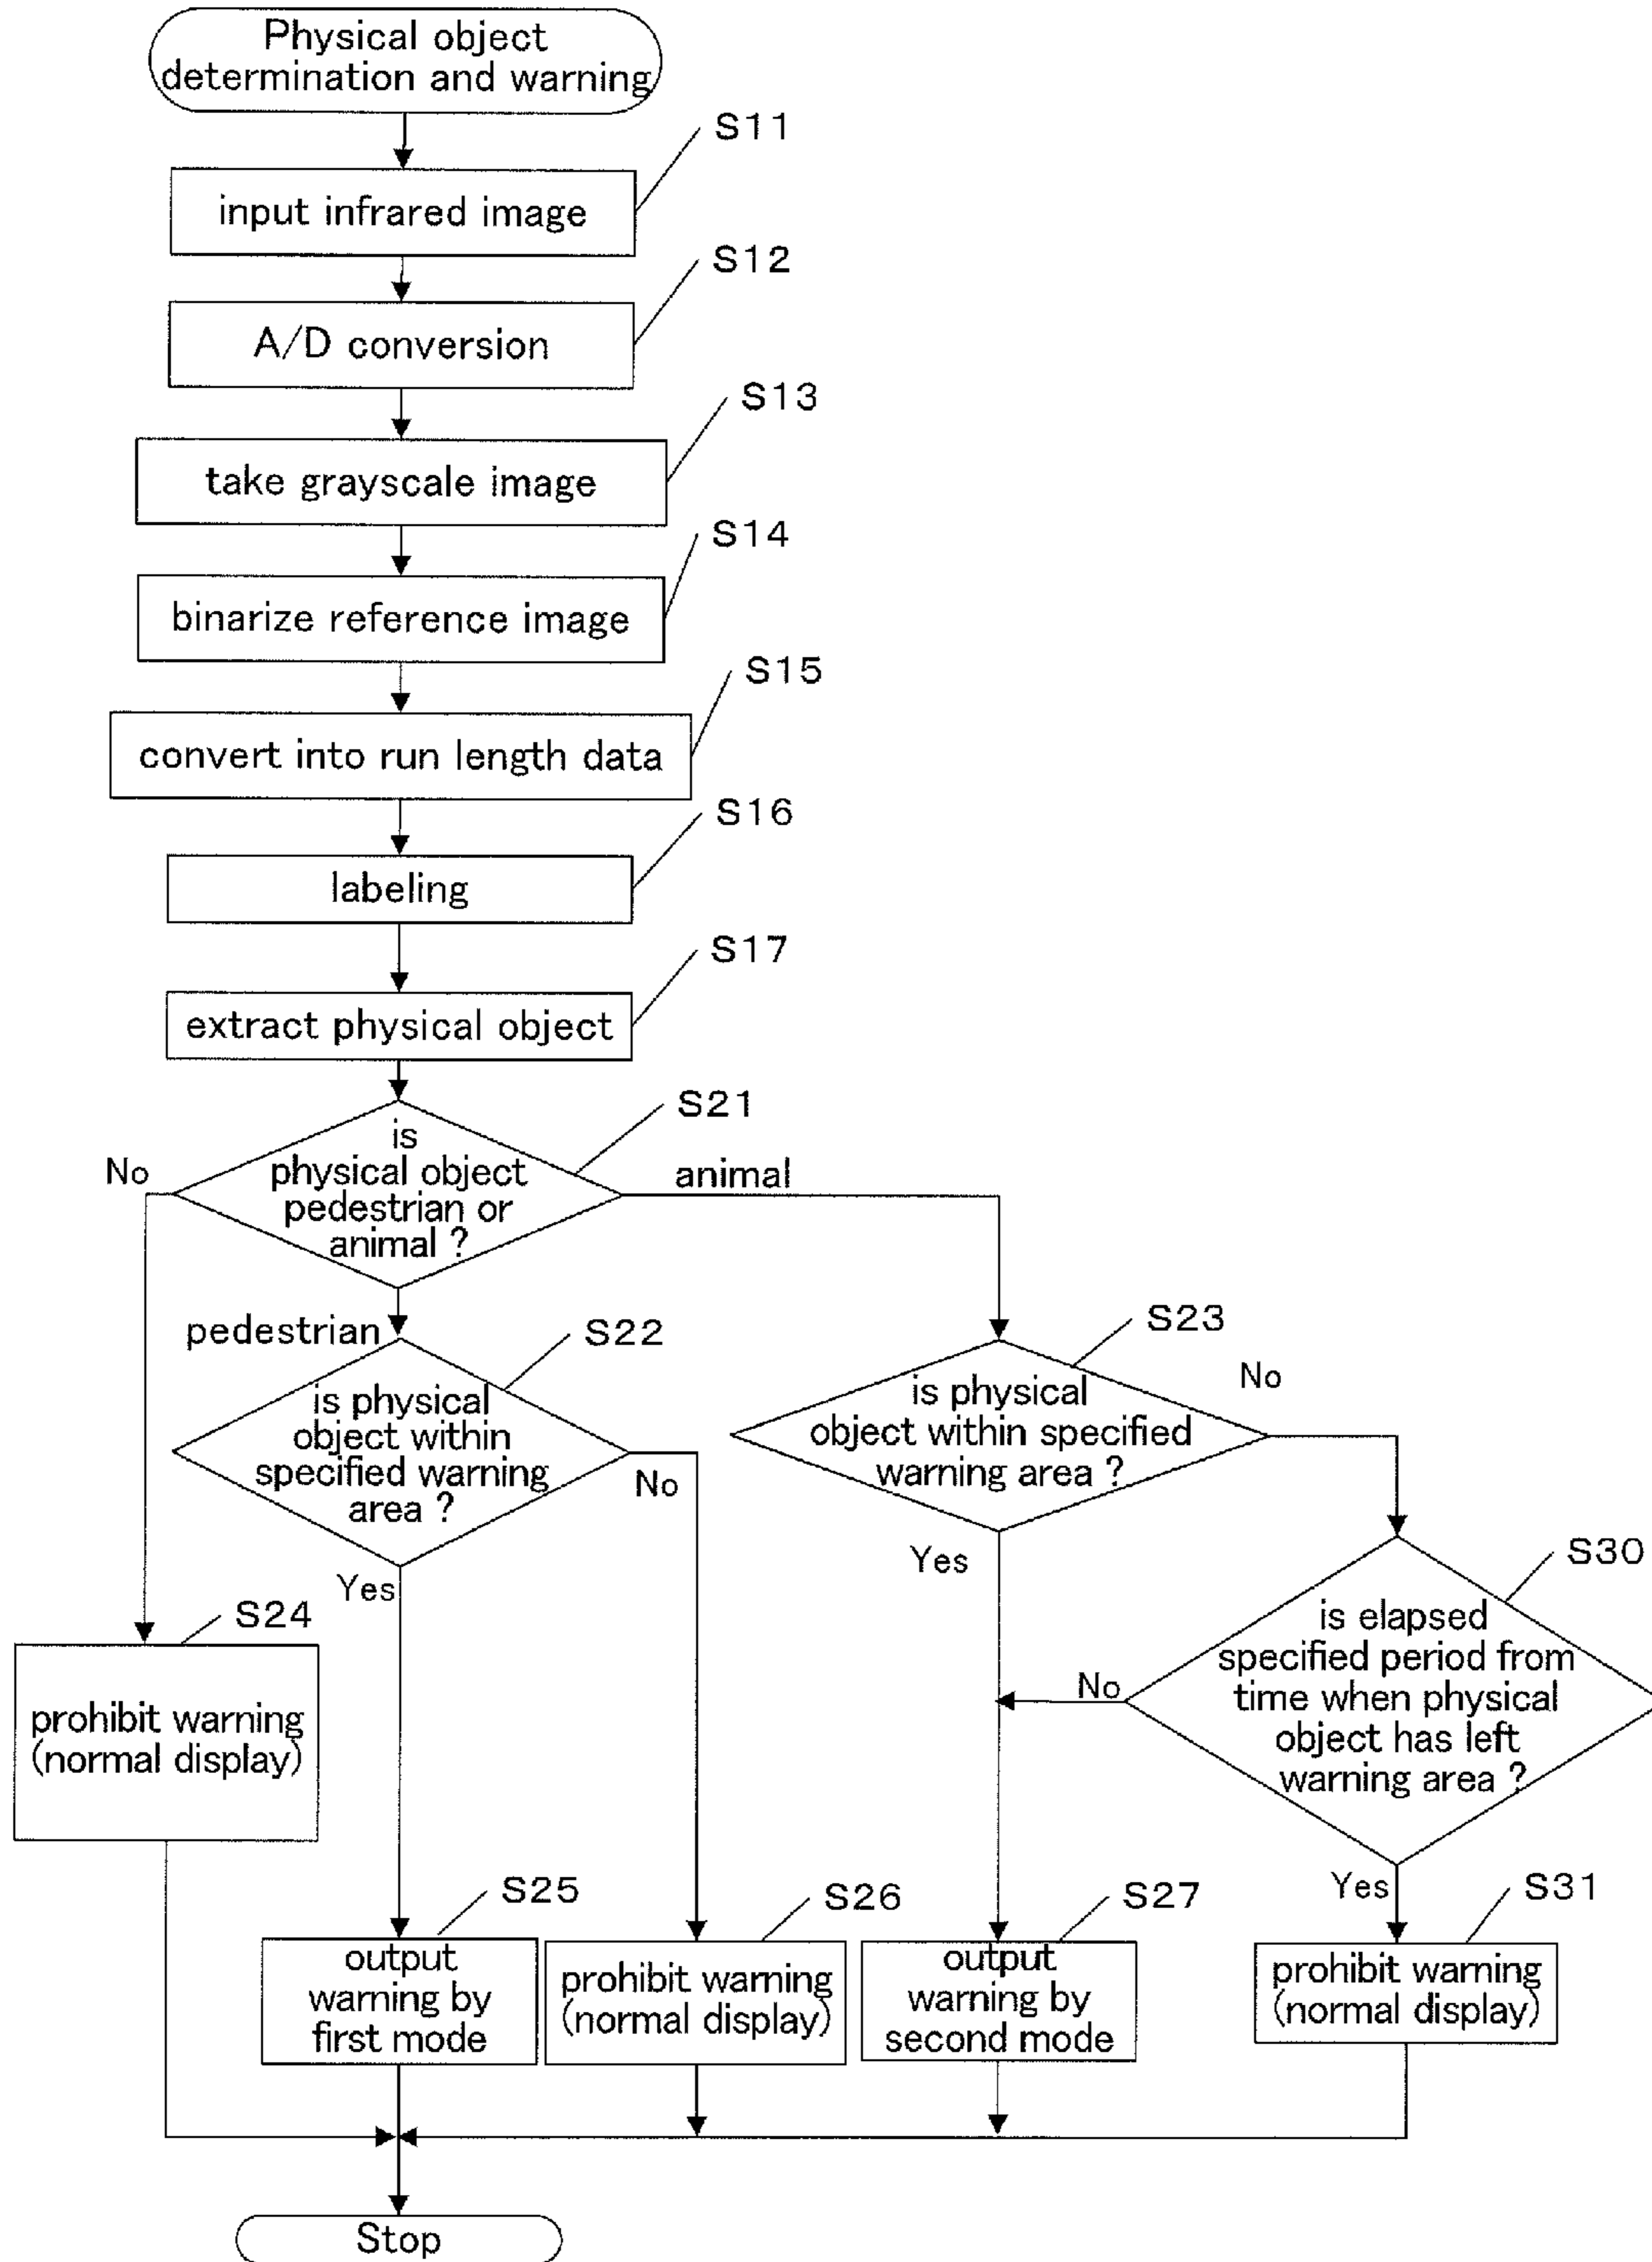 Physical object
determination and warning
S11
input infrared image
S12
A/D conversion
S13
take grayscale image
S14
binarize reference image
S15
convert into run length data
S16
labeling
S17
extract physical object
S21
is
physical object
pedestrian or
animal ?
No
animal
pedestrian
S22
is physical
object within
specified warning
area ?
No
Yes
S23
is physical
object within specified
warning area ?
No
Yes
S30
is elapsed
specified period from
time when physical
object has left
warning area ?
No
Yes
S24
prohibit warning
(normal display)
S25
output
warning by
first mode
S26
prohibit warning
(normal display)
S27
output
warning by
second mode
S31
prohibit warning
(normal display)
Stop